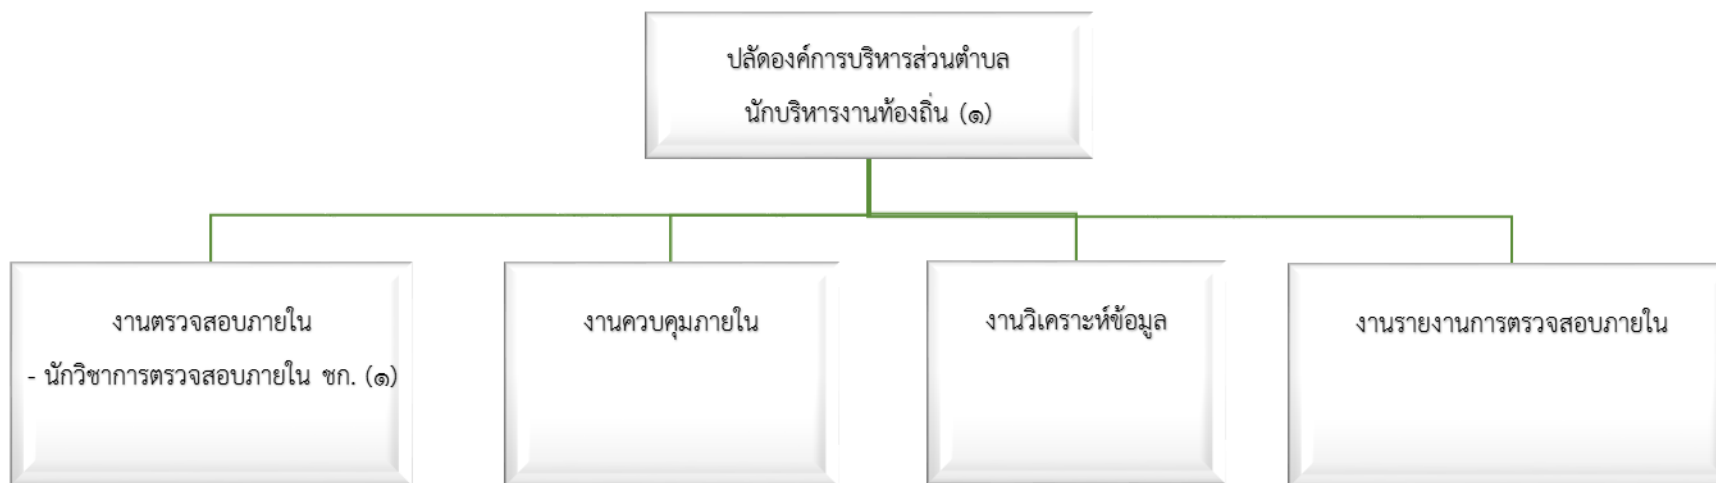 ปลัดองค์การบริหารส่วนตำบล
นักบริหารงานท้องถิ่น (๑)
งานตรวจสอบภายใน
- นักวิชาการตรวจสอบภายใน ชก. (๑)
งานควบคุมภายใน
งานวิเคราะห์ข้อมูล
งานรายงานการตรวจสอบภายใน